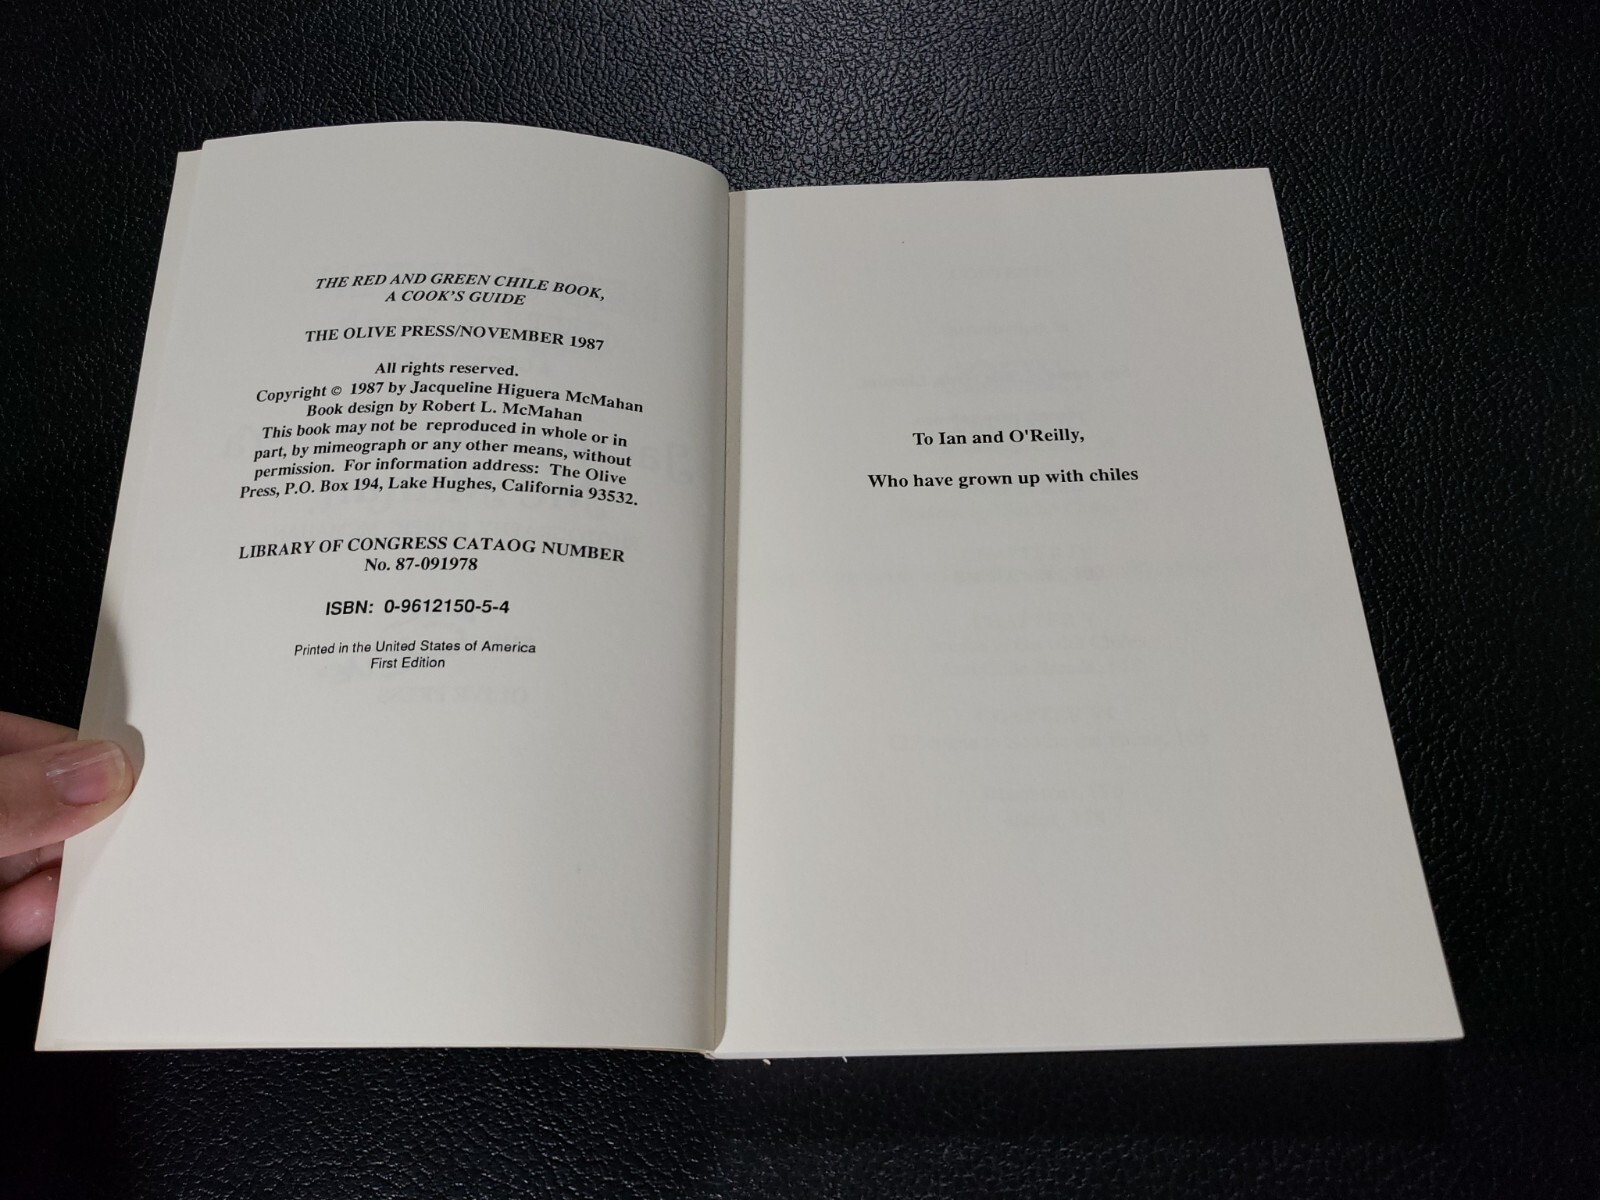 THE RED AND GREEN CHILE BOOK,
A COOK'S GUIDE
THE OLIVE PRESS/NOVEMBER 1987
All rights reserved.
Copyright © 1987 by Jacqueline Higuera McMahan
Book design by Robert L. McMahan
This book may not be reproduced in whole or in
part, by mimeograph or any other means, without
permission. For information address: The Olive
Press, P.O. Box 194, Lake Hughes, California 93532.
LIBRARY OF CONGRESS CATAOG NUMBER
No. 87-091978
ISBN: 0-9612150-5-4
Printed in the United States of America
First Edition
To Ian and O'Reilly,
Who have grown up with chiles